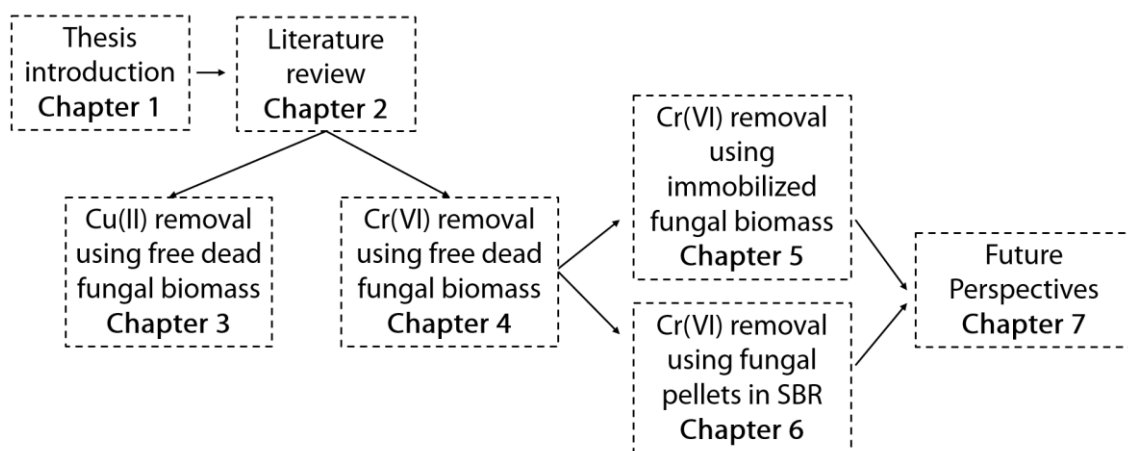 Thesis
introduction
Chapter 1
Literature
review
Chapter 2
Cu(II) removal
using free dead
fungal biomass
Chapter 3
Cr(VI) removal
using free dead
fungal biomass
Chapter 4
Cr(VI) removal
using
immobilized
fungal biomass
Chapter 5
Cr(VI) removal
using fungal
pellets in SBR
Chapter 6
Future
Perspectives
Chapter 7